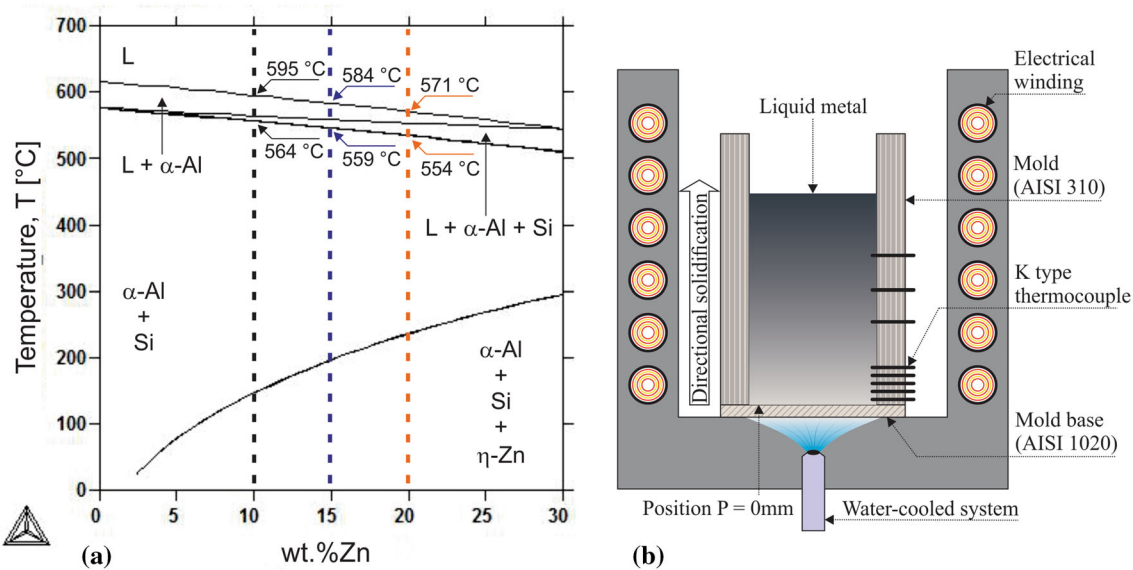 700
600
500
400
300
200
100
0
Temperature, T [°C]
L
595 °C
584 °C
571 °C
564 °C
559 °C
554 °C
L + α-Al
L + α-Al + Si
α-Al
+
Si
α-Al
+
Si
+
η-Zn
0
5
10
15
20
25
30
wt.%Zn
(a)
Electrical
winding
Liquid metal
Mold
(AISI 310)
Directional solidification
K type
thermocouple
Mold base
(AISI 1020)
Position P = 0mm
Water-cooled system
(b)